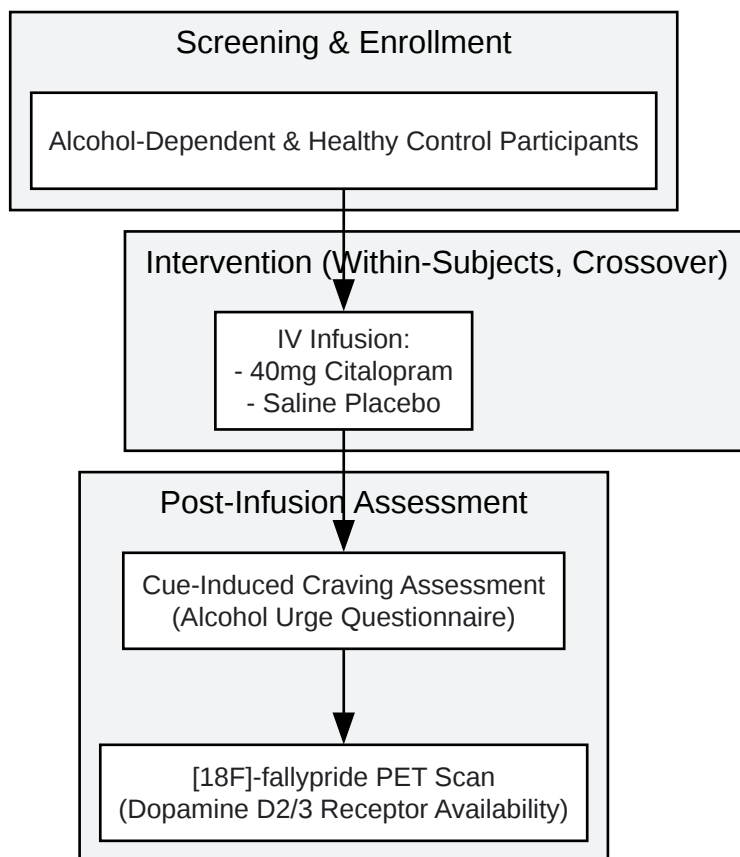 Screening & Enrollment
Alcohol-Dependent & Healthy Control Participants
Intervention (Within-Subjects, Crossover)
IV Infusion:
- 40mg Citalopram
- Saline Placebo
Post-Infusion Assessment
Cue-Induced Craving Assessment
(Alcohol Urge Questionnaire)
[18F]-fallypride PET Scan
(Dopamine D2/3 Receptor Availability)